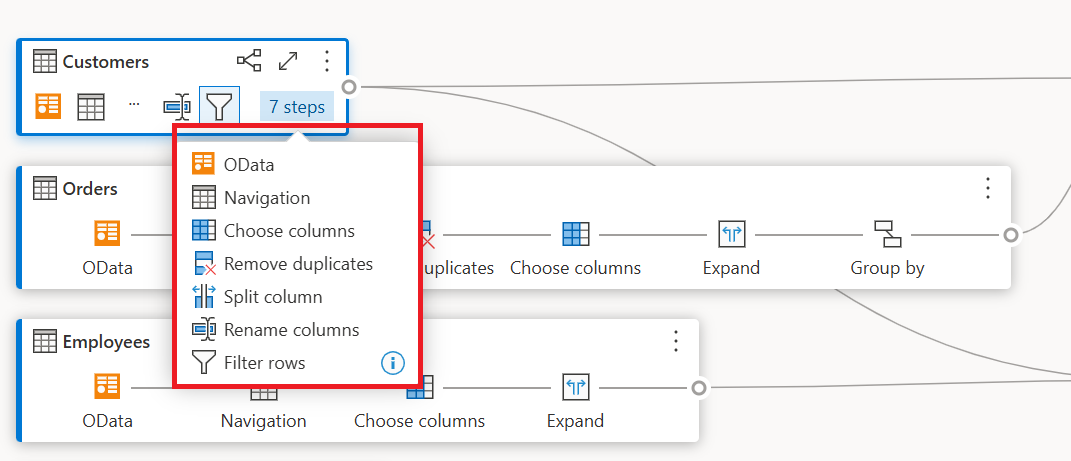 Customers
7 steps
OData
Navigation
Choose columns
Remove duplicates
Split column
Rename columns
Filter rows
Orders
OData
uplicates
Choose columns
Expand
Group by
Employees
OData
Navigation
Choose columns
Expand